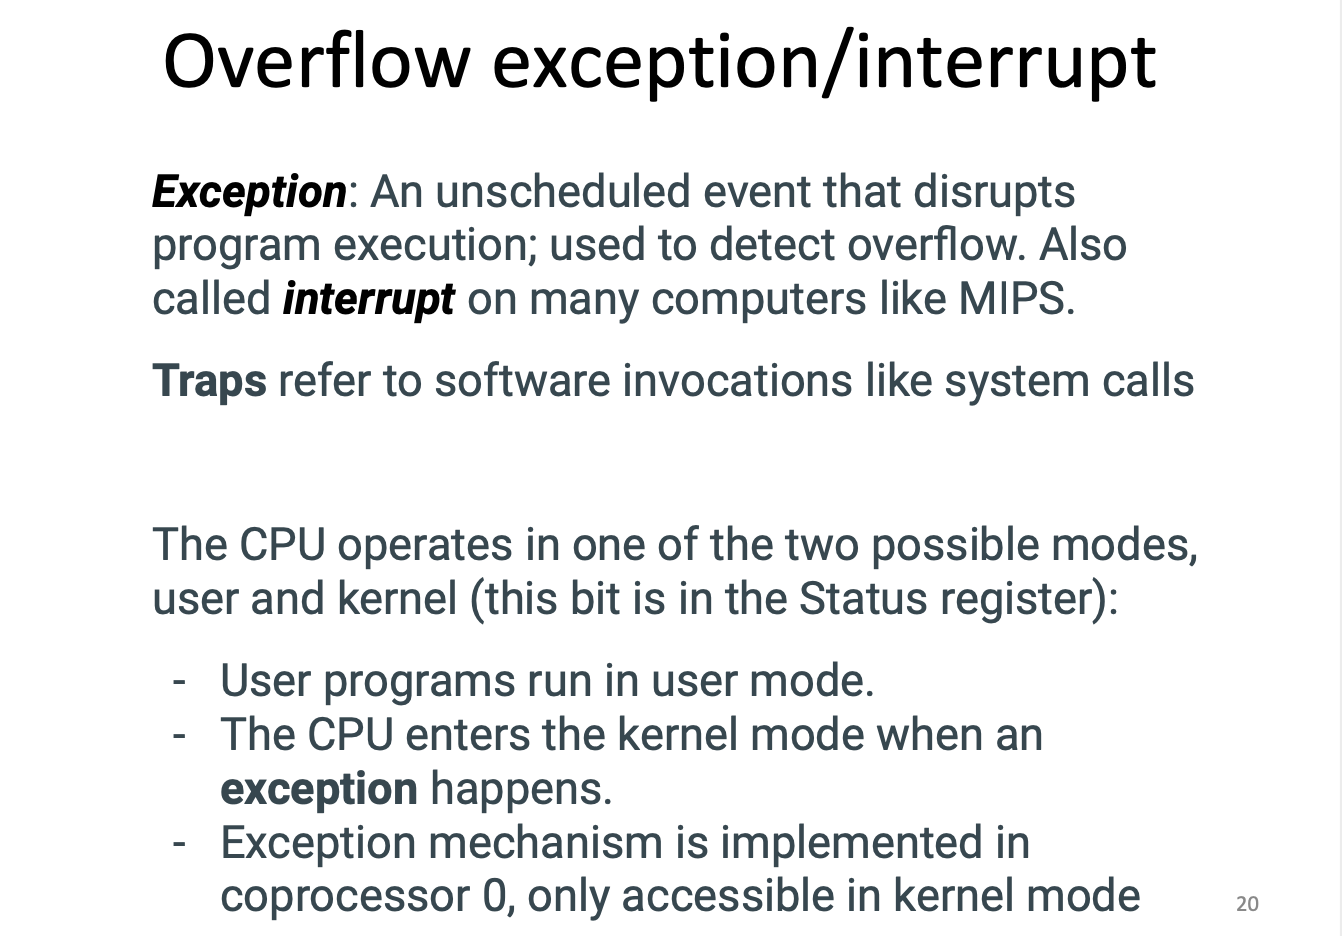 Overflow exception/interrupt
Exception: An unscheduled event that disrupts
program execution; used to detect overflow. Also
called interrupt on many computers like MIPS.
Traps refer to software invocations like system calls
The CPU operates in one of the two possible modes,
user and kernel (this bit is in the Status register):
- User programs run in user mode.
- The CPU enters the kernel mode when an
exception happens.
- Exception mechanism is implemented in
coprocessor 0, only accessible in kernel mode
20